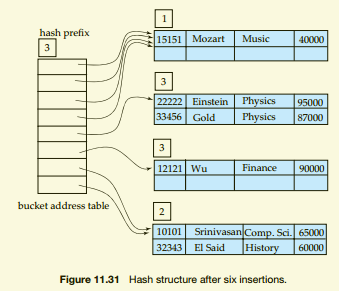 hash prefix
3
1
15151 Mozart Music 40000
3
22222 Einstein Physics 95000
33456 Gold Physics 87000
3
12121 Wu Finance 90000
bucket address table
2
10101 Srinivasan Comp. Sci. 65000
32343 El Said History 60000
Figure 11.31 Hash structure after six insertions.